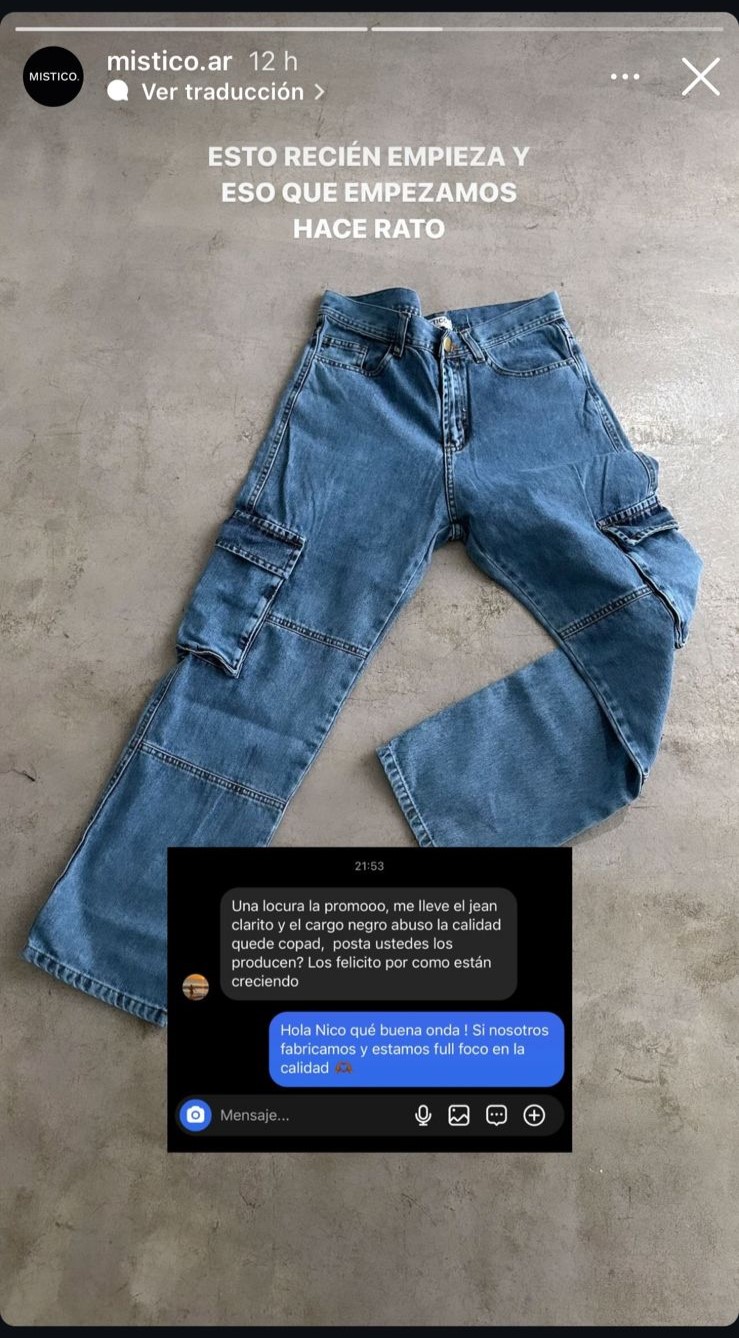 mistico.ar 12 h
MISTICO.
Ver traducción
ESTO RECIÉN EMPIEZA Y
ESO QUE EMPEZAMOS
HACE RATO
21:53
Una locura la promooo, me lleve el jean
clarito y el cargo negro abuso la calidad
quede copad, posta ustedes los
producen? Los felicito por como están
creciendo
Hola Nico qué buena onda ! Si nosotros
fabricamos y estamos full foco en la
calidad 🫶🏾
Mensaje...